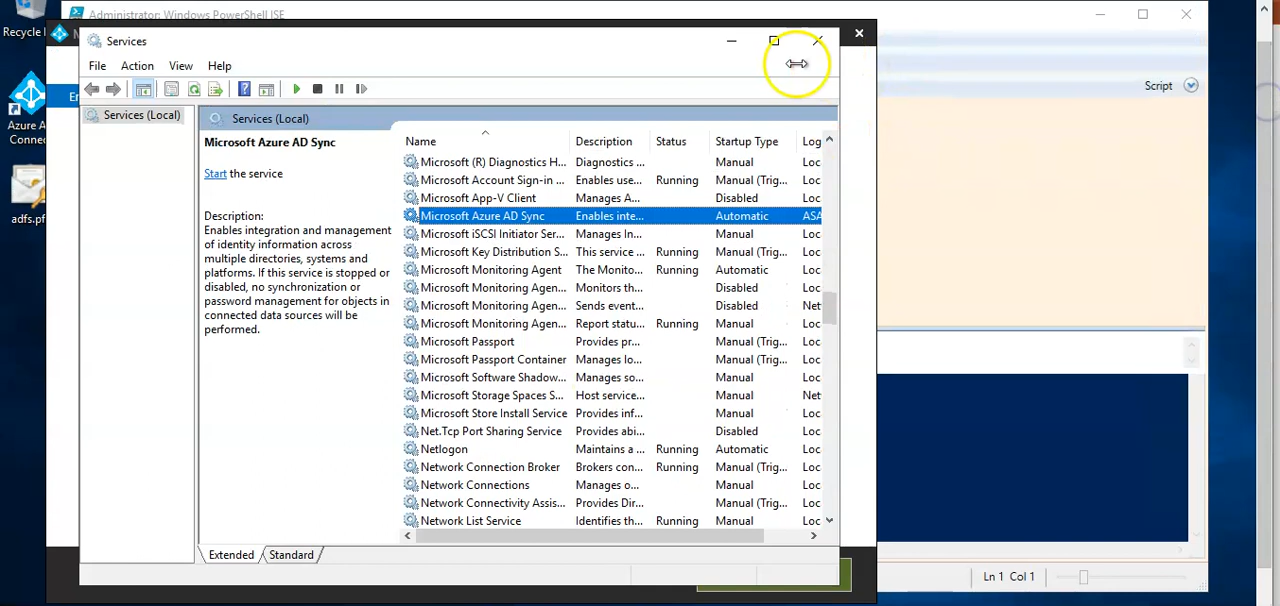 Recycle
Azure A
Connec
adfs.pf
Administrator: Windows PowerShell ISE
Script
Ln 1 Col 1
Services
File Action View Help
Services (Local)
Services (Local)
Microsoft Azure AD Sync
Start the service
Description:
Enables integration and management
of identity information across
multiple directories, systems and
platforms. If this service is stopped or
disabled, no synchronization or
password management for objects in
connected data sources will be
performed.
Name Description Status Startup Type Log
Microsoft (R) Diagnostics H... Diagnostics ... Manual Loc
Microsoft Account Sign-in ... Enables use... Running Manual (Trig... Loc
Microsoft App-V Client Manages A... Disabled Loc
Microsoft Azure AD Sync Enables inte... Automatic ASA
Microsoft iSCSI Initiator Ser... Manages In... Manual Loc
Microsoft Key Distribution S... This service ... Running Manual (Trig... Loc
Microsoft Monitoring Agent The Monito... Running Automatic Loc
Microsoft Monitoring Agen... Monitors th... Disabled Loc
Microsoft Monitoring Agen... Sends event... Disabled Net
Microsoft Monitoring Agen... Report statu... Running Manual Loc
Microsoft Passport Provides pr... Manual (Trig... Loc
Microsoft Passport Container Manages lo... Manual (Trig... Loc
Microsoft Software Shadow... Manages so... Manual Loc
Microsoft Storage Spaces S... Host service... Manual Net
Microsoft Store Install Service Provides inf... Manual Loc
Net.Tcp Port Sharing Service Provides abi... Disabled Loc
Netlogon Maintains a ... Running Automatic Loc
Network Connection Broker Brokers con... Running Manual (Trig... Loc
Network Connections Manages o... Manual Loc
Network Connectivity Assis... Provides Dir... Manual (Trig... Loc
Network List Service Identifies th... Running Manual Loc
Extended Standard